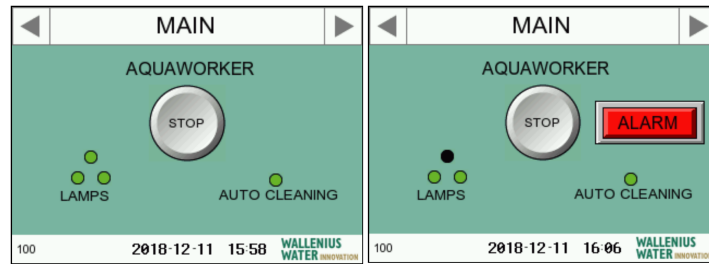 MAIN
AQUAWORKER
STOP
LAMPS
AUTO CLEANING
100
2018-12-11 15:58
WALLENIUS
WATER INNOVATION
MAIN
AQUAWORKER
STOP
ALARM
LAMPS
AUTO CLEANING
100
2018-12-11 16:06
WALLENIUS
WATER INNOVATION